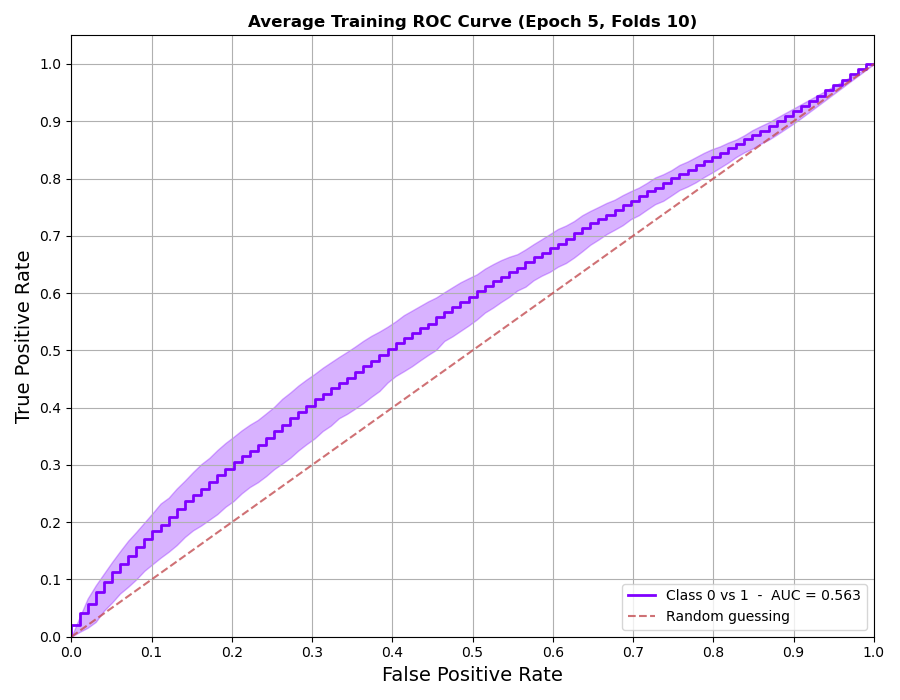 Average Training ROC Curve (Epoch 5, Folds 10)
True Positive Rate
1.0
0.9
0.8
0.7
0.6
0.5
0.4
0.3
0.2
0.1
0.0
Class 0 vs 1 - AUC = 0.563
Random guessing
0.0 0.1 0.2 0.3 0.4 0.5 0.6 0.7 0.8 0.9 1.0
False Positive Rate